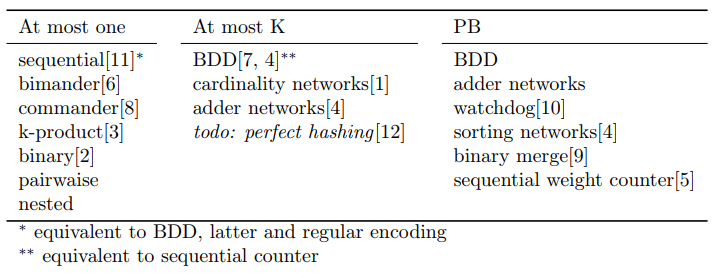 At most one At most K PB
sequential[11]* BDD[7, 4]** BDD
bimander[6] cardinality networks[1] adder networks
commander[8] adder networks[4] watchdog[10]
k-product[3] todo: perfect hashing[12] sorting networks[4]
binary[2] binary merge[9]
pairwaise sequential weight counter[5]
nested
* equivalent to BDD, latter and regular encoding
** equivalent to sequential counter